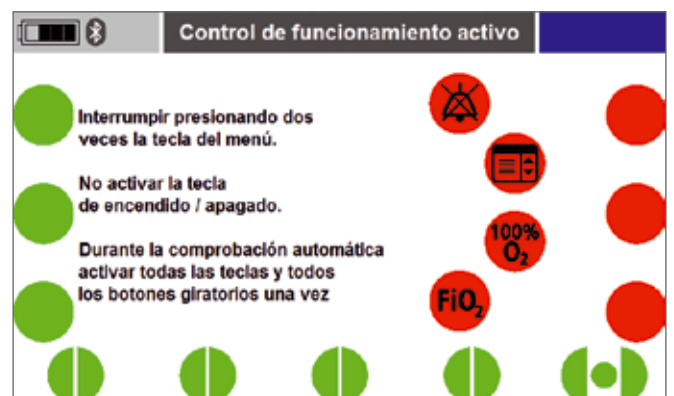 Control de funcionamiento activo
Interrumpir presionando dos
veces la tecla del menú.
No activar la tecla
de encendido / apagado.
Durante la comprobación automática
activar todas las teclas y todos
los botones giratorios una vez
100%
O₂
FiO₂